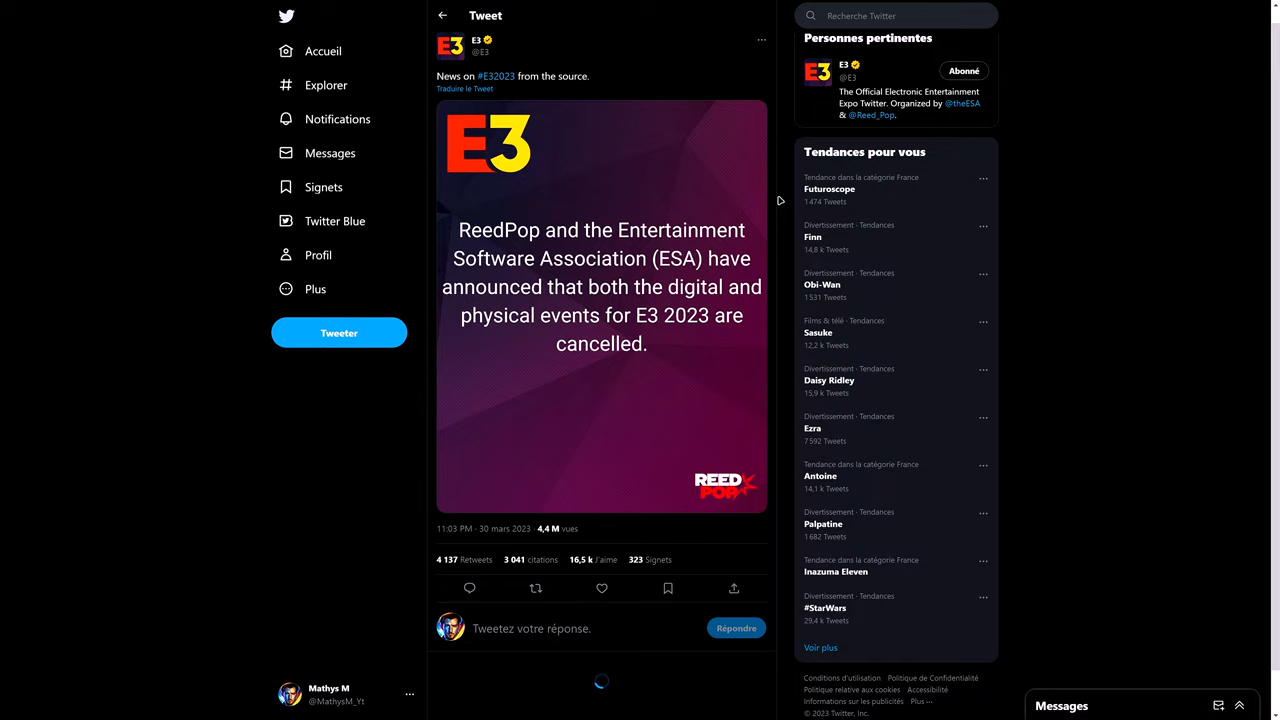 Accueil
Explorer
Notifications
Messages
Signets
Twitter Blue
Profil
Plus
Tweeter
Mathys M
@MathysM_Yt
Tweet
E3
@E3
News on #E32023 from the source.
Traduire le Tweet
E3
ReedPop and the Entertainment
Software Association (ESA) have
announced that both the digital and
physical events for E3 2023 are
cancelled.
REED
POP
11:03 PM · 30 mars 2023 · 4,4 M vues
4 137 Retweets 3 041 citations 16,5 k J'aime 323 Signets
Tweetez votre réponse.
Répondre
Recherche Twitter
Personnes pertinentes
E3
E3
@E3
Abonné
The Official Electronic Entertainment
Expo Twitter. Organized by @theESA
& @Reed_Pop.
Tendances pour vous
Tendance dans la catégorie France
Futuroscope
1 474 Tweets
Divertissement · Tendances
Finn
14,8 k Tweets
Divertissement · Tendances
Obi-Wan
1 531 Tweets
Films & télé · Tendances
Sasuke
12,2 k Tweets
Divertissement · Tendances
Daisy Ridley
15,9 k Tweets
Divertissement · Tendances
Ezra
7 592 Tweets
Tendance dans la catégorie France
Antoine
14,1 k Tweets
Divertissement · Tendances
Palpatine
1 682 Tweets
Tendance dans la catégorie France
Inazuma Eleven
Divertissement · Tendances
#StarWars
29,4 k Tweets
Voir plus
Conditions d'utilisation Politique de Confidentialité
Politique relative aux cookies Accessibilité
Informations sur les publicités Plus ···
© 2023 Twitter, Inc.
Messages